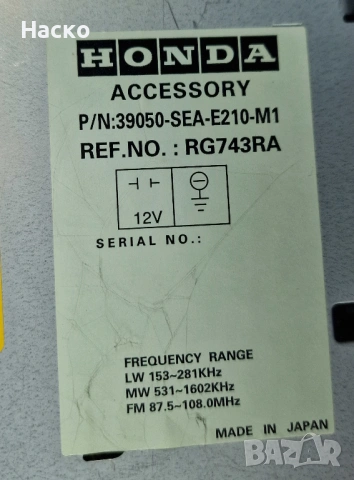 Hacko
HONDA
ACCESSORY
P/N:39050-SEA-E210-M1
REF.NO. : RG743RA
12V
SERIAL NO.:
FREQUENCY RANGE
LW 153~281KHz
MW 531~1602KHz
FM 87.5~108.0MHz
MADE IN JAPAN
bazar